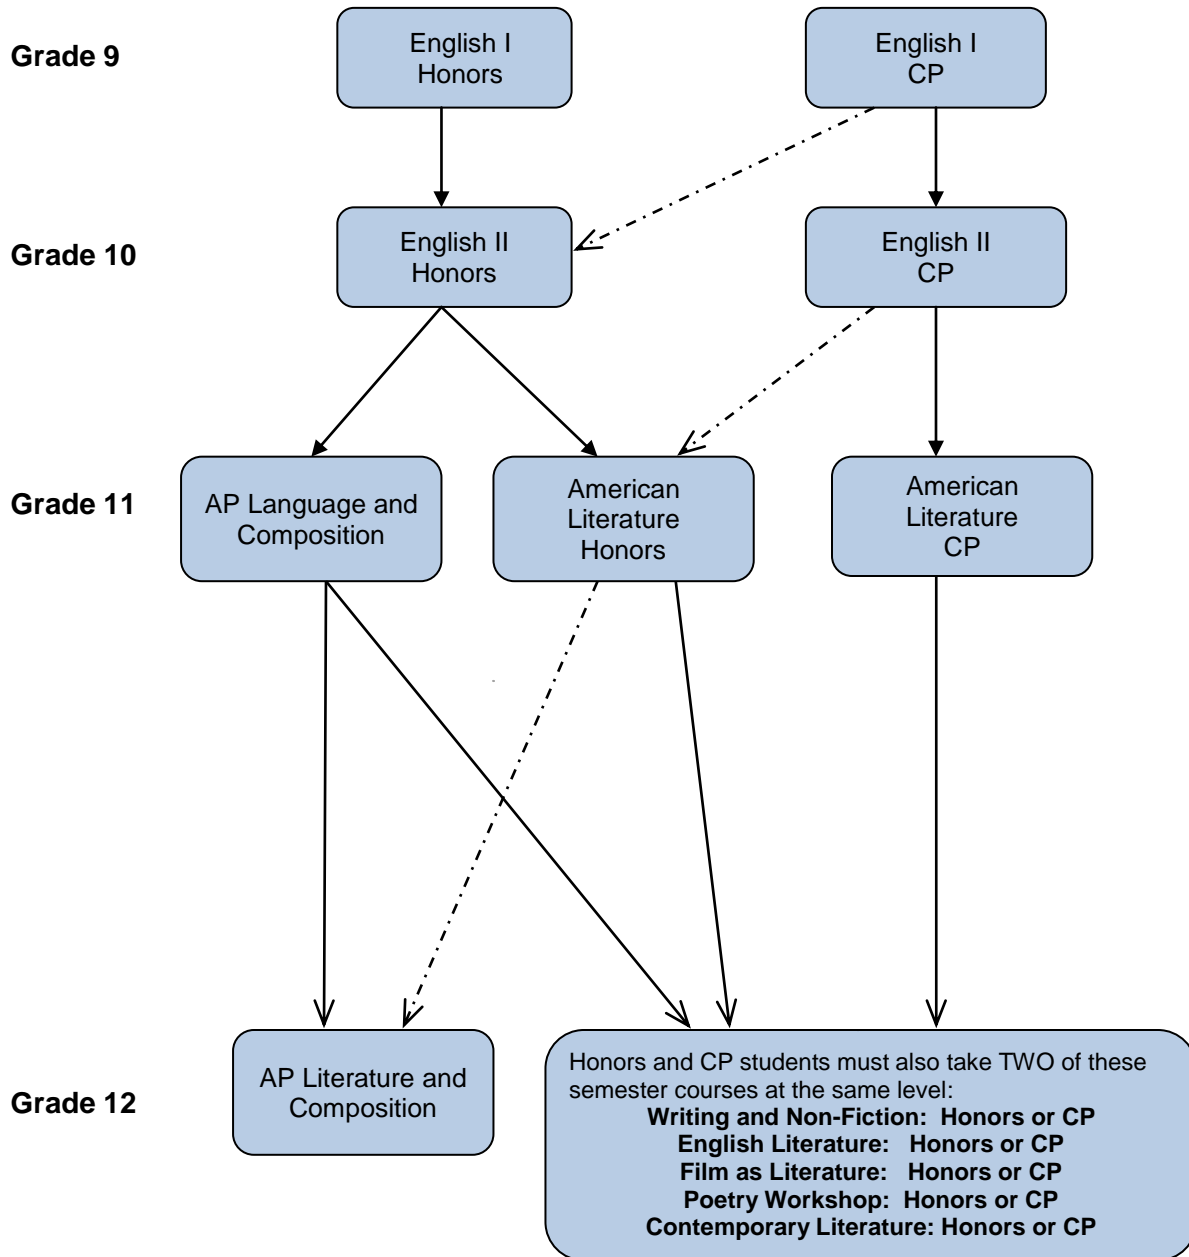 Grade 9
English I
Honors
English I
CP
Grade 10
English II
Honors
English II
CP
Grade 11
AP Language and
Composition
American
Literature
Honors
American
Literature
CP
Grade 12
AP Literature and
Composition
Honors and CP students must also take TWO of these
semester courses at the same level:
Writing and Non-Fiction:  Honors or CP
English Literature:   Honors or CP
Film as Literature:   Honors or CP
Poetry Workshop:  Honors or CP
Contemporary Literature: Honors or CP